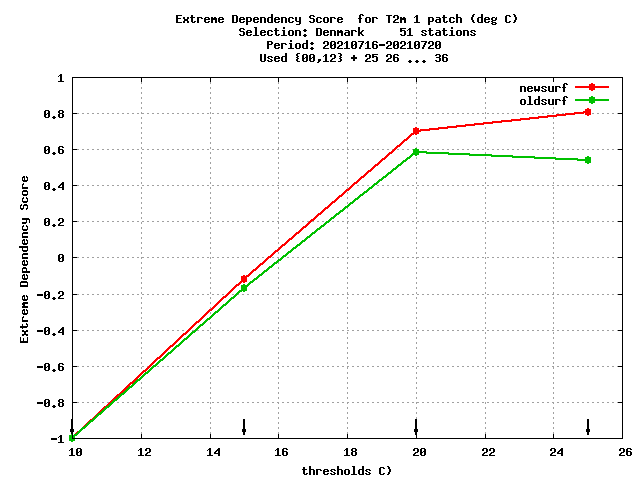 Extreme Dependency Score  for T2m 1 patch (deg C)
Selection: Denmark     51 stations
Period: 20210716-20210720
Used {00,12} + 25 26 ... 36
newsurf
oldsurf
1
0.8
0.6
0.4
0.2
0
-0.2
-0.4
-0.6
-0.8
-1
Extreme Dependency Score
10 12 14 16 18 20 22 24 26
thresholds C)